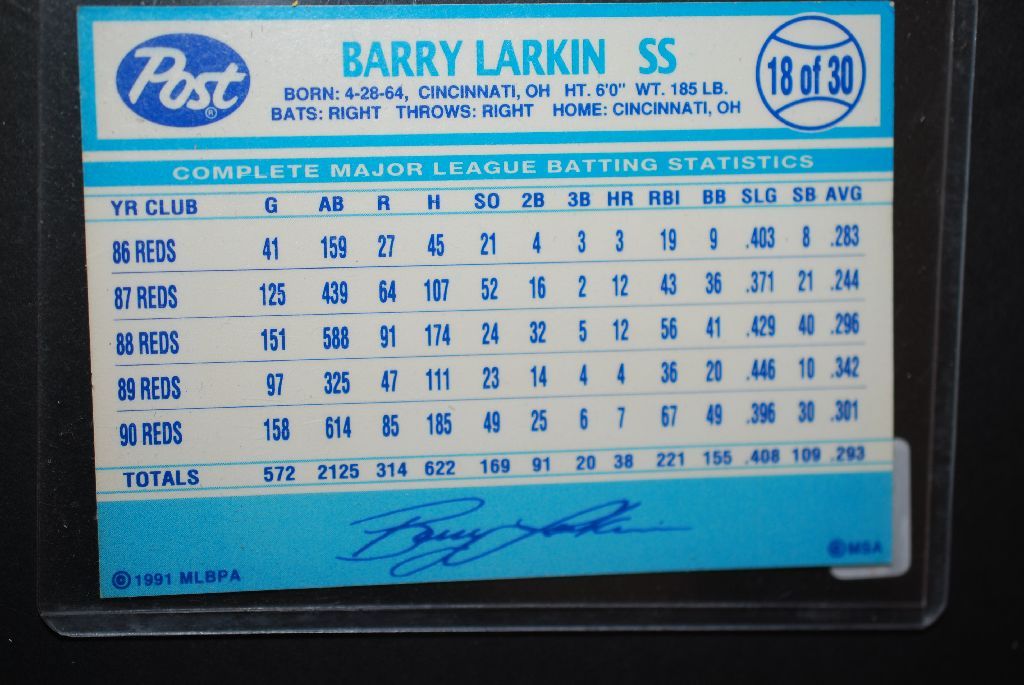 Post ®
BARRY LARKIN SS
18 of 30
BORN: 4-28-64, CINCINNATI, OH HT. 6'0" WT. 185 LB.
BATS: RIGHT THROWS: RIGHT HOME: CINCINNATI, OH
COMPLETE MAJOR LEAGUE BATTING STATISTICS
YR CLUB G AB R H SO 2B 3B HR RBI BB SLG SB AVG
86 REDS 41 159 27 45 21 4 3 3 19 9 .403 8 .283
87 REDS 125 439 64 107 52 16 2 12 43 36 .371 21 .244
88 REDS 151 588 91 174 24 32 5 12 56 41 .429 40 .296
89 REDS 97 325 47 111 23 14 4 4 36 20 .446 10 .342
90 REDS 158 614 85 185 49 25 6 7 67 49 .396 30 .301
TOTALS 572 2125 314 622 169 91 20 38 221 155 .408 109 .293
Barry Larkin
© 1991 MLBPA
© MSA